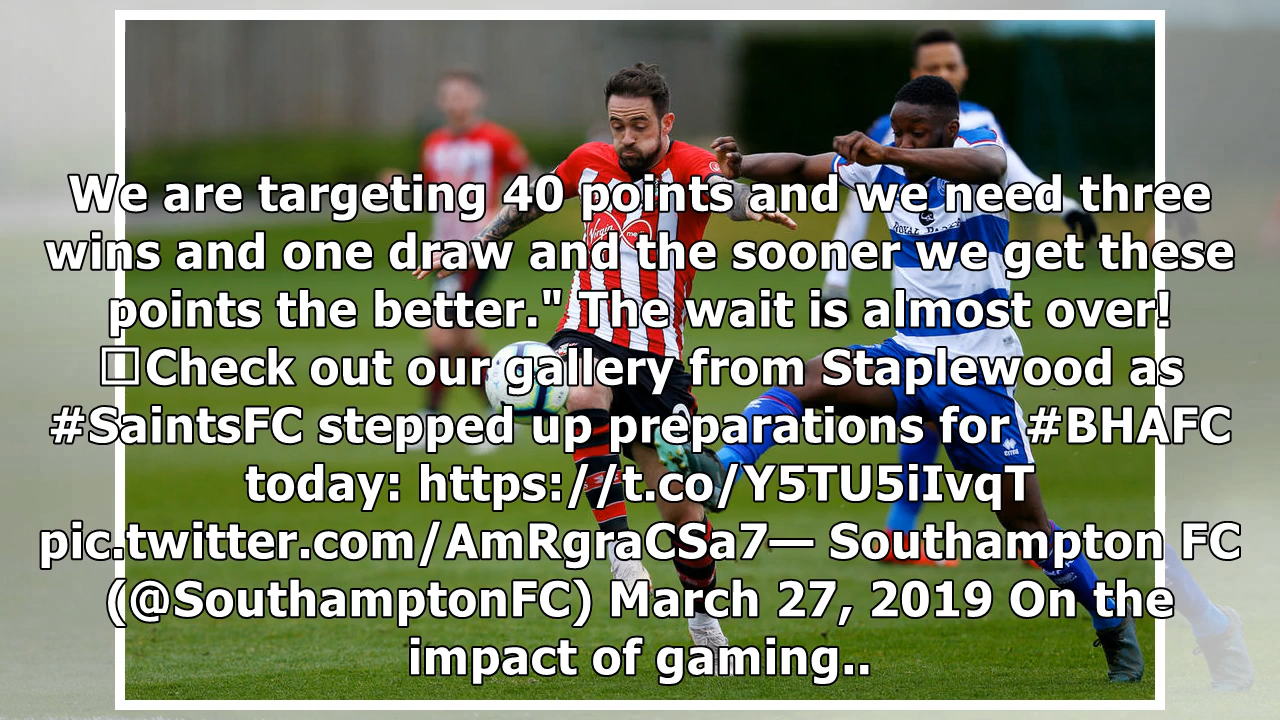 We are targeting 40 points and we need three
wins and one draw and the sooner we get these
points the better." The wait is almost over!
□Check out our gallery from Staplewood as
#SaintsFC stepped up preparations for #BHAFC
today: https://t.co/Y5TU5iIvqT
pic.twitter.com/AmRgraCSa7— Southampton FC
(@SouthamptonFC) March 27, 2019 On the
impact of gaming..